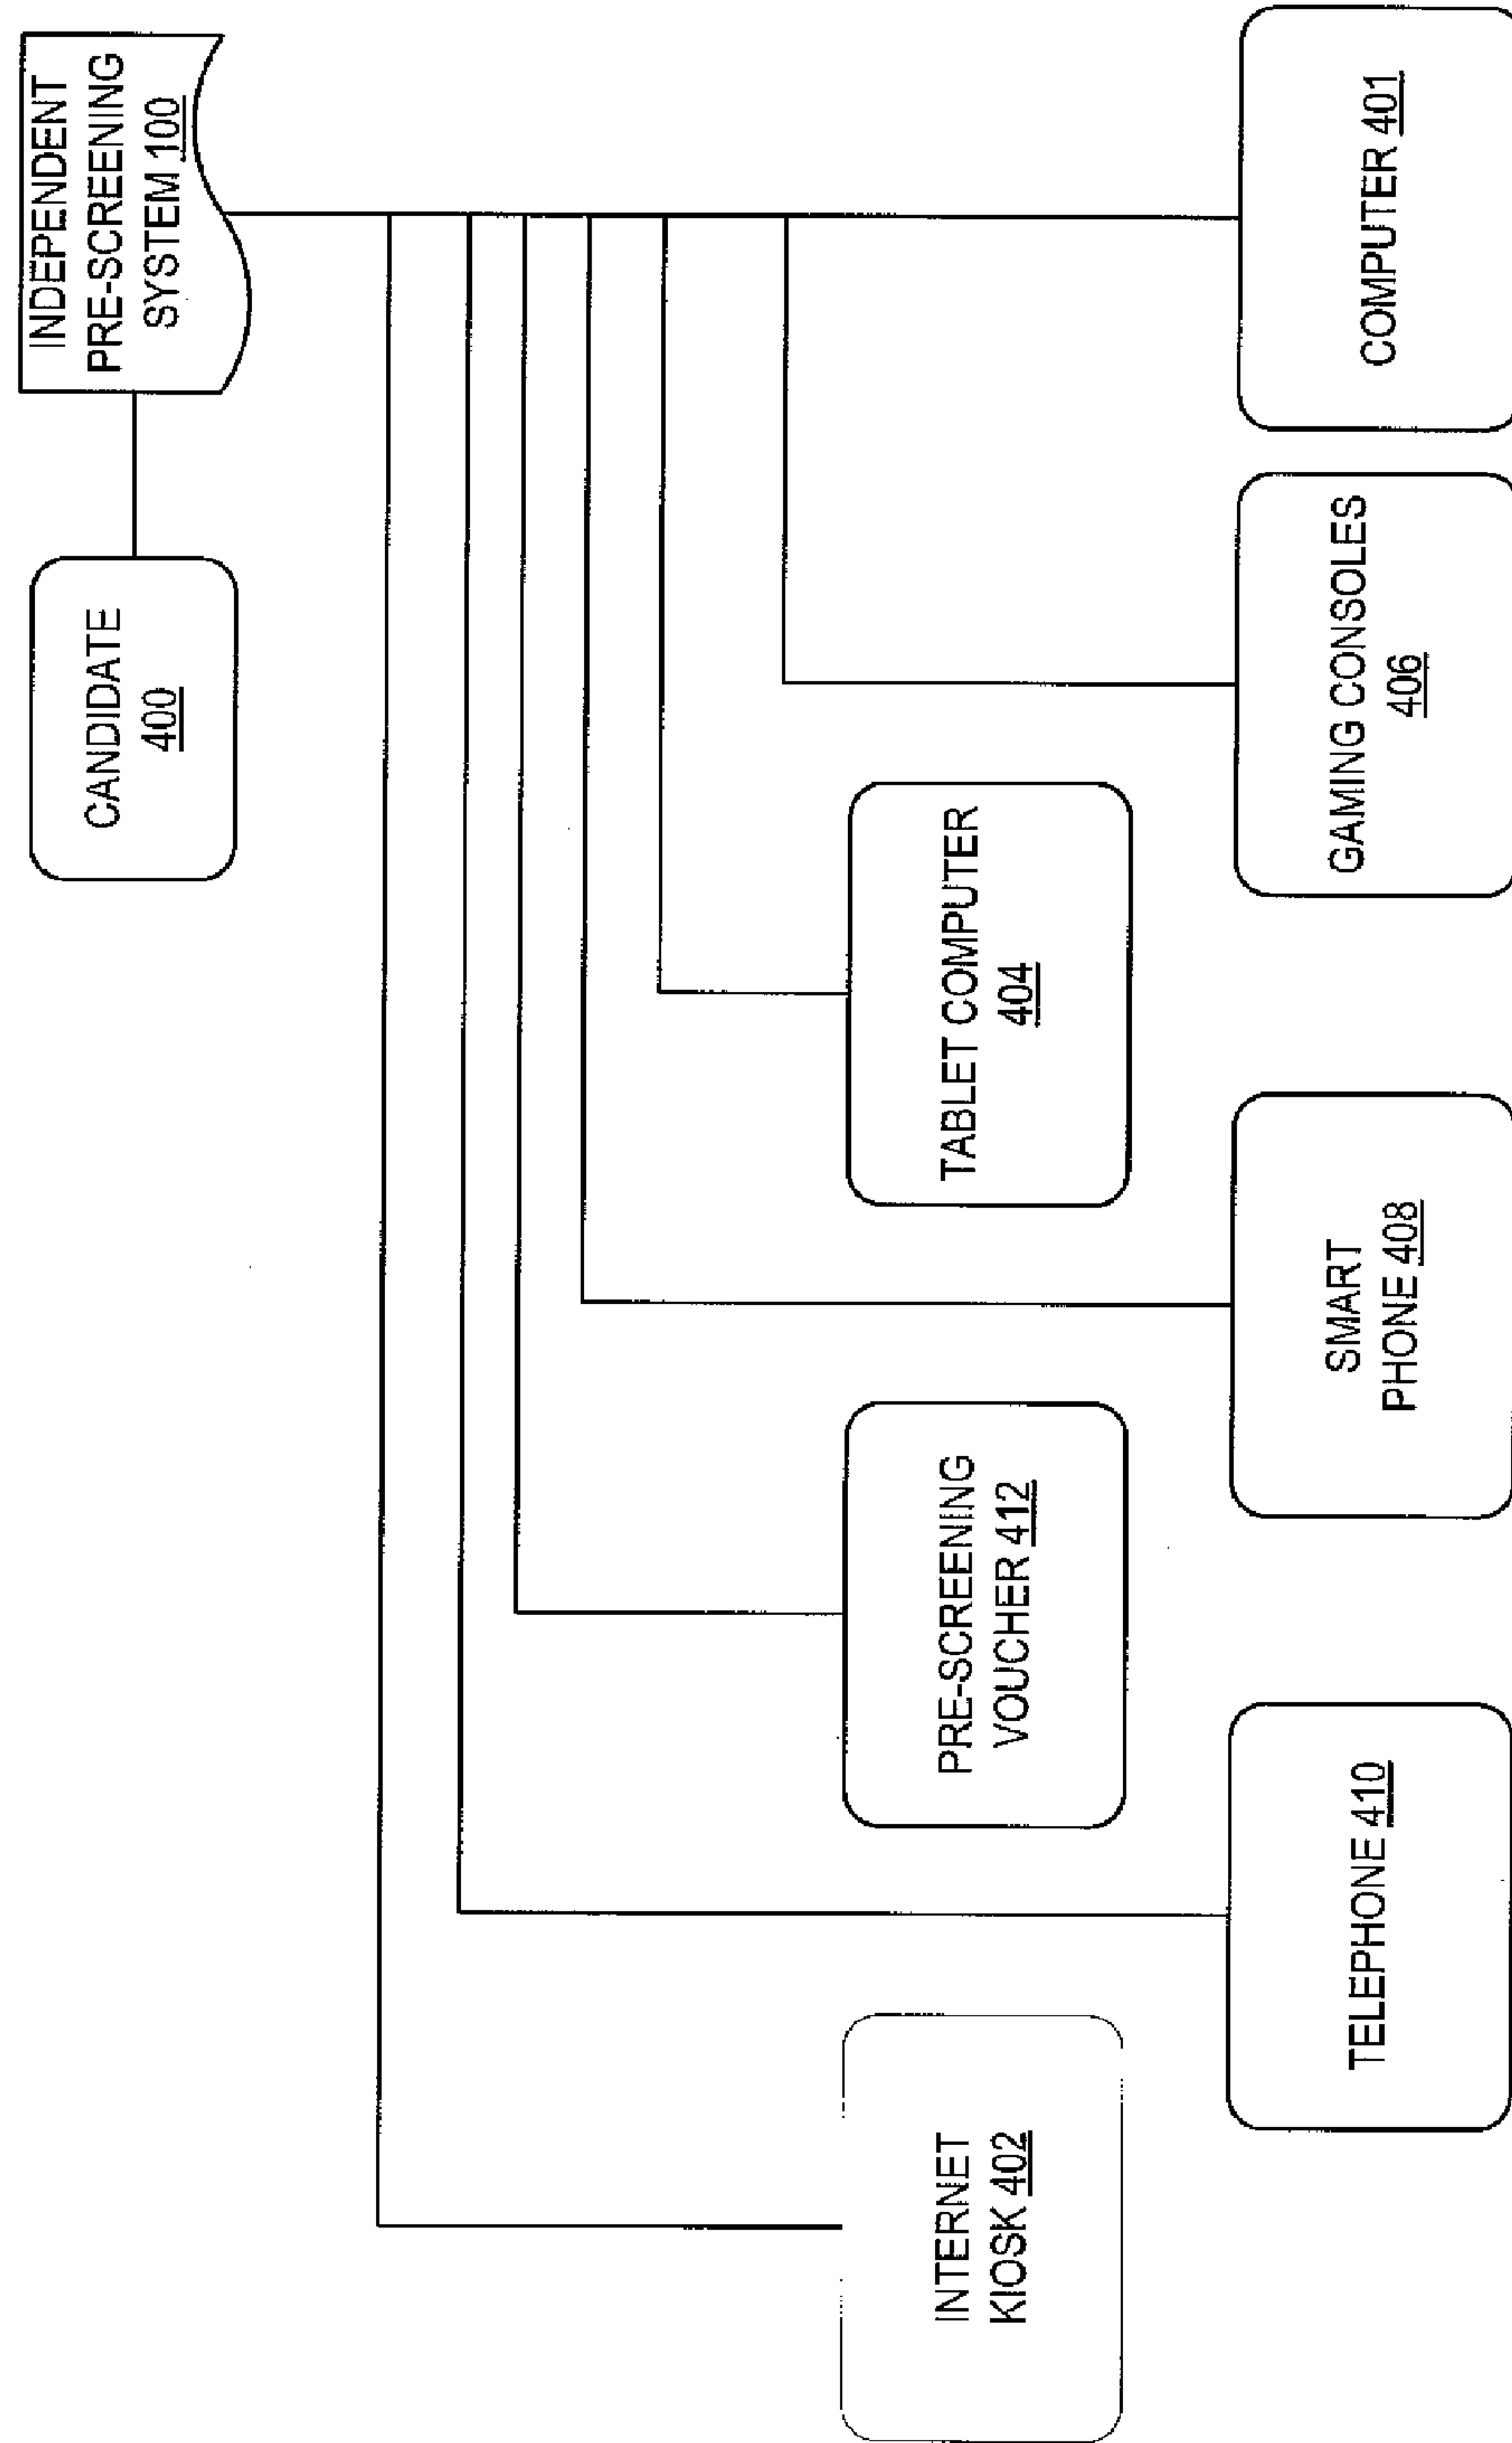 CANDIDATE
400
INDEPENDENT
PRE-SCREENING
SYSTEM 100
INTERNET
KIOSK 402
PRE-SCREENING
VOUCHER 412
TABLET COMPUTER
404
TELEPHONE 410
SMART
PHONE 408
GAMING CONSOLES
406
COMPUTER 401